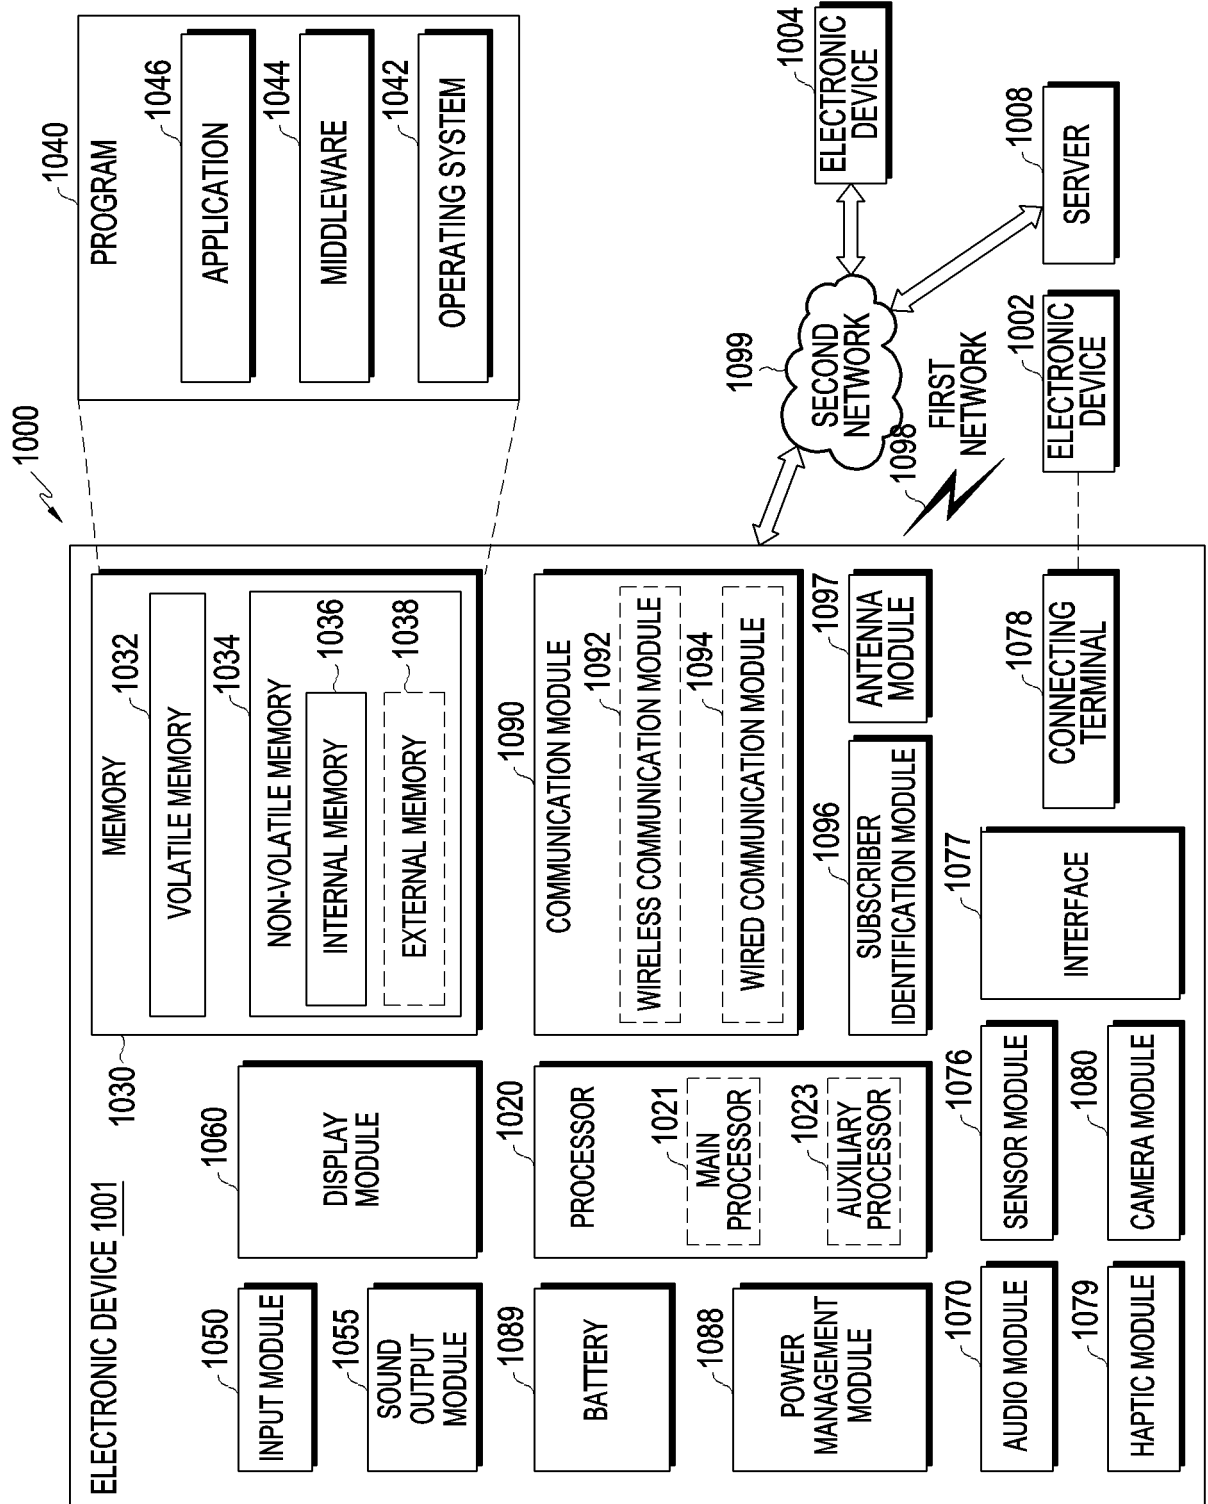 1000
ELECTRONIC DEVICE 1001
1030
MEMORY
1032
VOLATILE MEMORY
1034
NON-VOLATILE MEMORY
1036
INTERNAL MEMORY
1038
EXTERNAL MEMORY
1040
PROGRAM
1046
APPLICATION
1044
MIDDLEWARE
1042
OPERATING SYSTEM
1050
INPUT MODULE
1055
SOUND
OUTPUT
MODULE
1060
DISPLAY
MODULE
1089
BATTERY
1020
PROCESSOR
1021
MAIN
PROCESSOR
1023
AUXILIARY
PROCESSOR
1090
COMMUNICATION MODULE
1092
WIRELESS COMMUNICATION MODULE
1094
WIRED COMMUNICATION MODULE
1088
POWER
MANAGEMENT
MODULE
1096
SUBSCRIBER
IDENTIFICATION MODULE
1097
ANTENNA
MODULE
1070
AUDIO MODULE
1076
SENSOR MODULE
1077
INTERFACE
1078
CONNECTING
TERMINAL
1079
HAPTIC MODULE
1080
CAMERA MODULE
1099
SECOND
NETWORK
1098
FIRST
NETWORK
1004
ELECTRONIC
DEVICE
1002
ELECTRONIC
DEVICE
1008
SERVER